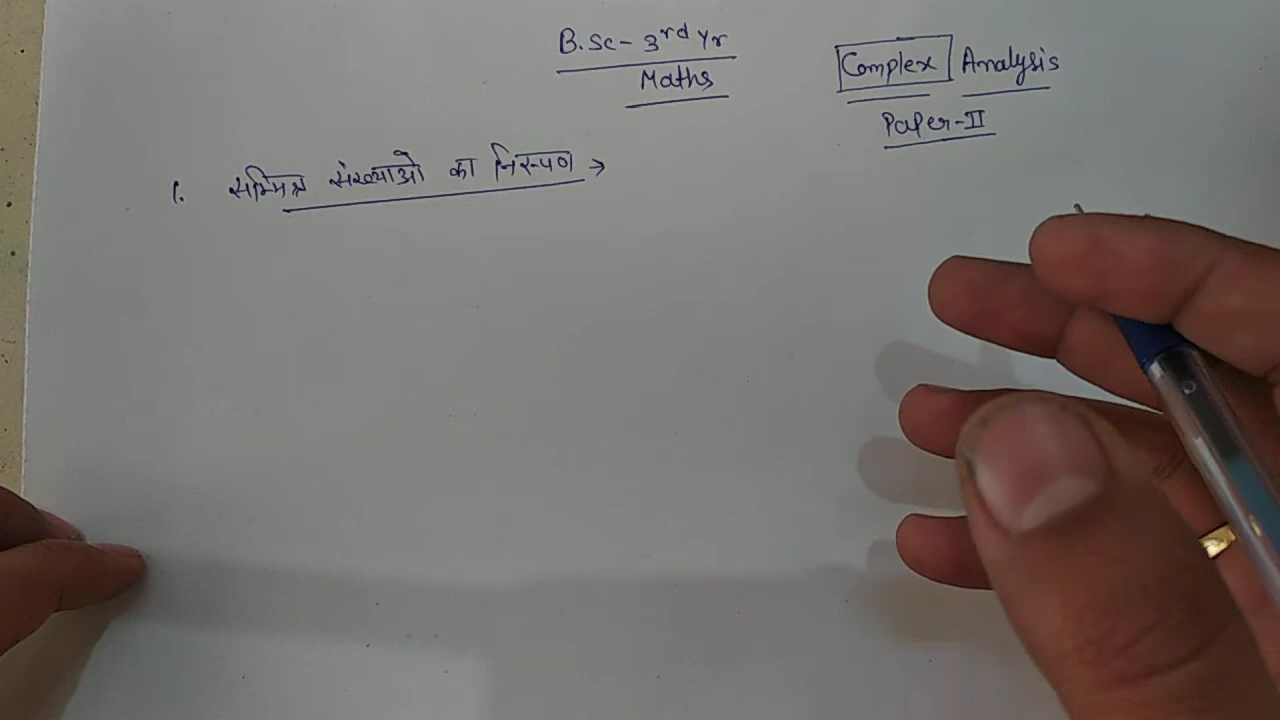 B.Sc- 3rd Yr
Maths
Complex Analysis
Paper-II
1. सम्मिश्र संख्याओ का निरूपण →